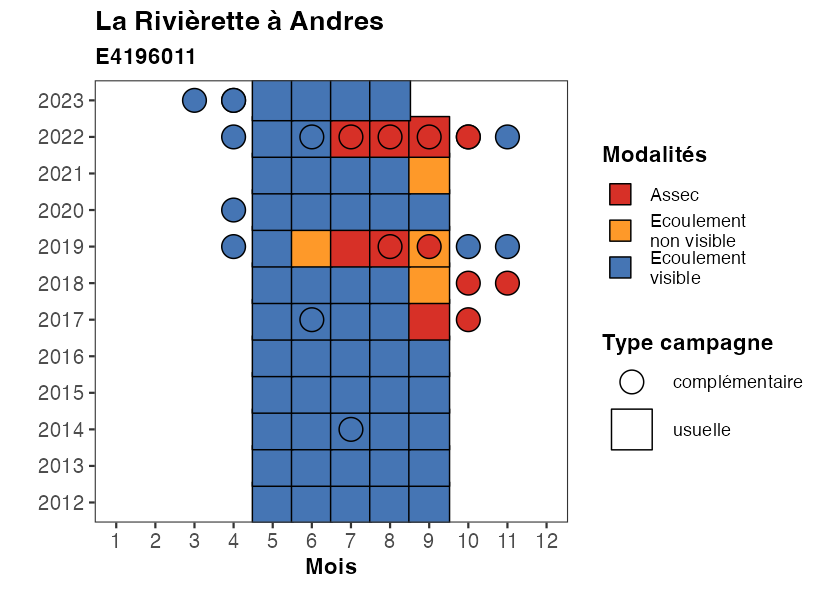 La Rivièrette à Andres
E4196011
2023
2022
2021
2020
2019
2018
2017
2016
2015
2014
2013
2012
1 2 3 4 5 6 7 8 9 10 11 12
Mois
Modalités
Assec
Ecoulement
non visible
Ecoulement
visible
Type campagne
complémentaire
usuelle